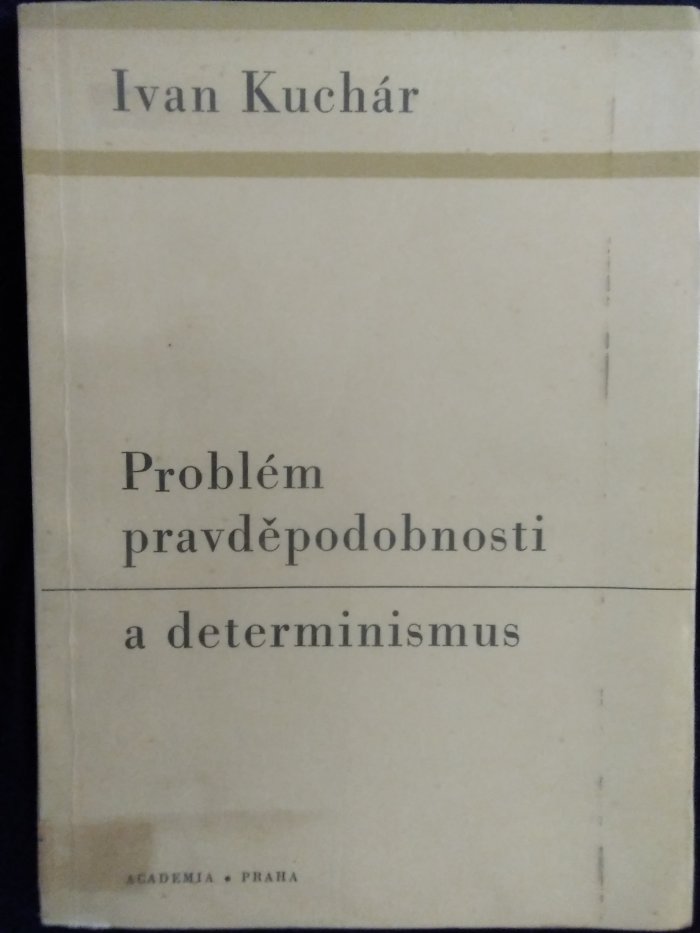 Ivan Kuchár
Problém
pravděpodobnosti
a determinismus
ACADEMIA • PRAHA